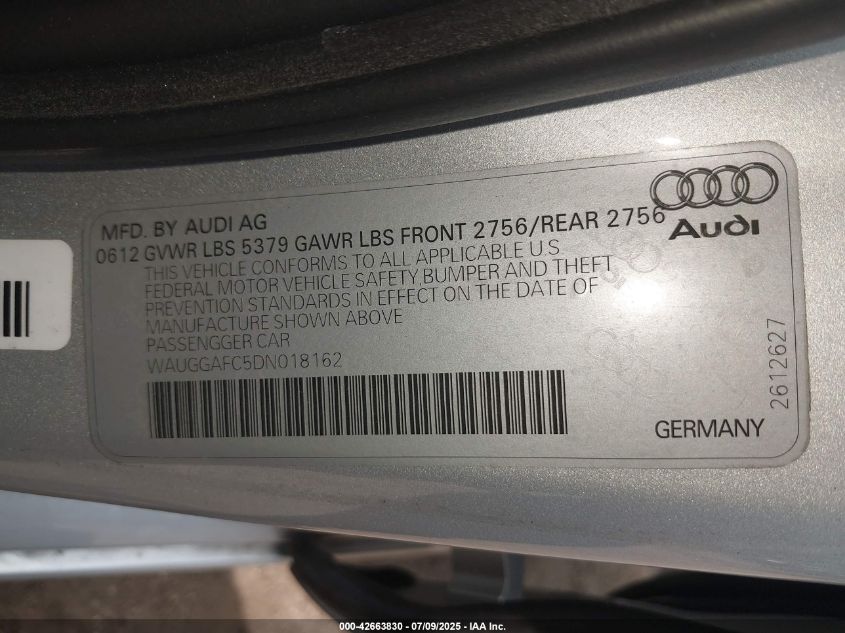 MFD. BY AUDI AG
0612 GVWR LBS 5379 GAWR LBS FRONT 2756/REAR 2756
THIS VEHICLE CONFORMS TO ALL APPLICABLE U.S.
FEDERAL MOTOR VEHICLE SAFETY,BUMPER AND THEFT
PREVENTION STANDARDS IN EFFECT ON THE DATE OF
MANUFACTURE SHOWN ABOVE
PASSENGGER CAR
WAUGGAFC5DN018162
Audi
2612627
GERMANY
000-42663830 - 07/09/2025 - IAA Inc.